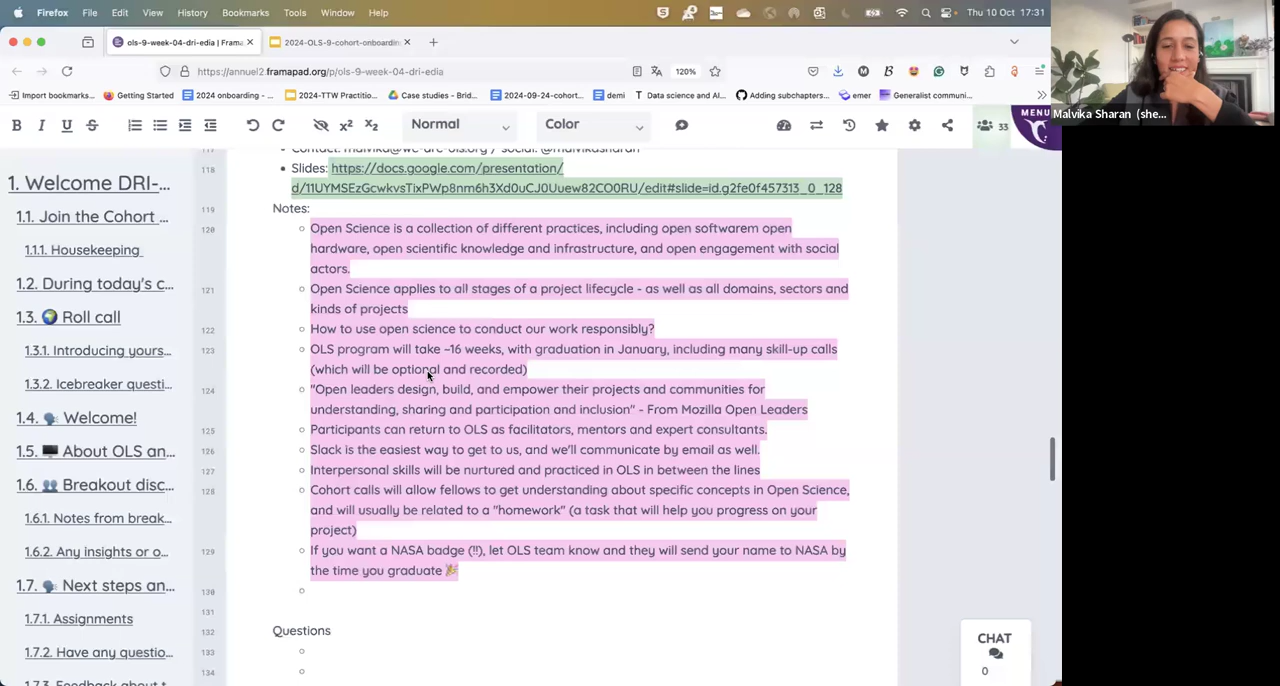 Firefox File Edit View History Bookmarks Tools Window Help Thu 10 Oct 17:31
ols-9-week-04-dri-edia | Frama 2024-OLS-9-cohort-onboardin
https://annuel2.framapad.org/p/ols-9-week-04-dri-edia 120%
Import bookmarks... Getting Started 2024 onboarding - ... 2024-TTW Practitio... Case studies - Brid... 2024-09-24-cohort... demi Data science and AI... Adding subchapters... emer Generalist communi...
Malvika Sharan (she...
B I U S Normal Color 33 MENU
1. Welcome DRI-...
1.1. Join the Cohort ...
1.1.1. Housekeeping
1.2. During today's c...
1.3. 🌍 Roll call
1.3.1. Introducing yours...
1.3.2. Icebreaker questi...
1.4. 🗣️ Welcome!
1.5. 🖥️ About OLS an...
1.6. 👥 Breakout disc...
1.6.1. Notes from break...
1.6.2. Any insights or o...
1.7. 🗣️ Next steps an...
1.7.1. Assignments
1.7.2. Have any questio...
1.7.3. Feedback about t
118 Slides: https://docs.google.com/presentation/
d/11UYMSEzGcwkvsTixPWp8nm6h3Xd0uCJ0Uuew82CO0RU/edit#slide=id.g2fe0f457313_0_128
119 Notes:
120 Open Science is a collection of different practices, including open softwarem open
hardware, open scientific knowledge and infrastructure, and open engagement with social
actors.
121 Open Science applies to all stages of a project lifecycle - as well as all domains, sectors and
kinds of projects
122 How to use open science to conduct our work responsibly?
123 OLS program will take ~16 weeks, with graduation in January, including many skill-up calls
(which will be optional and recorded)
124 "Open leaders design, build, and empower their projects and communities for
understanding, sharing and participation and inclusion" - From Mozilla Open Leaders
125 Participants can return to OLS as facilitators, mentors and expert consultants.
126 Slack is the easiest way to get to us, and we'll communicate by email as well.
127 Interpersonal skills will be nurtured and practiced in OLS in between the lines
128 Cohort calls will allow fellows to get understanding about specific concepts in Open Science,
and will usually be related to a "homework" (a task that will help you progress on your
project)
129 If you want a NASA badge (!!), let OLS team know and they will send your name to NASA by
the time you graduate 🎉
130
131
132 Questions
133
134
CHAT
0